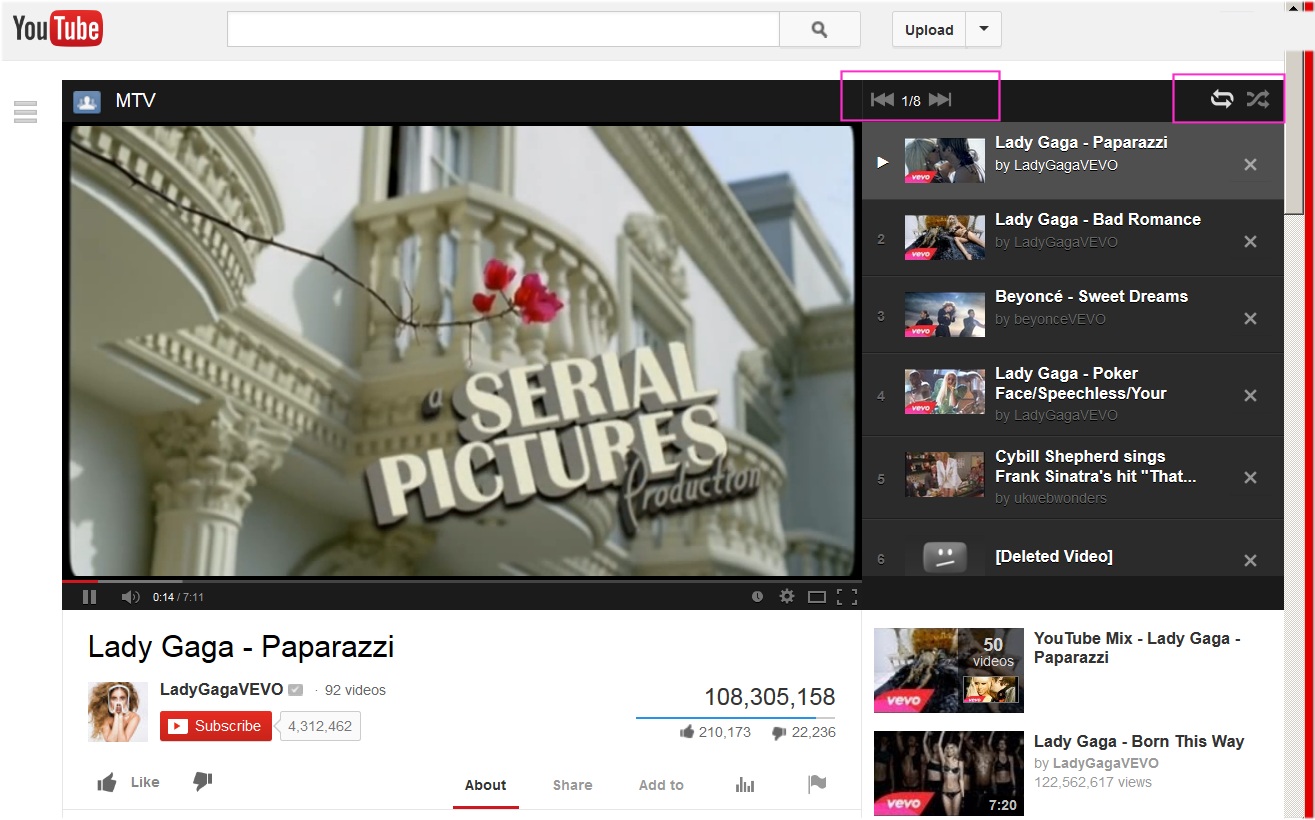 YouTube
Upload
MTV
1/8
a SERIAL
PICTURES
Production
Lady Gaga - Paparazzi
by LadyGagaVEVO
vevo
2
Lady Gaga - Bad Romance
by LadyGagaVEVO
vevo
3
Beyoncé - Sweet Dreams
by beyonceVEVO
vevo
4
Lady Gaga - Poker
Face/Speechless/Your
by LadyGagaVEVO
vevo
5
Cybill Shepherd sings
Frank Sinatra's hit "That...
by ukwebwonders
6
[Deleted Video]
0:14 / 7:11
Lady Gaga - Paparazzi
LadyGagaVEVO · 92 videos
Subscribe 4,312,462
108,305,158
210,173 22,236
Like
About Share Add to
50
videos
vevo
YouTube Mix - Lady Gaga -
Paparazzi
vevo
7:20
Lady Gaga - Born This Way
by LadyGagaVEVO
122,562,617 views